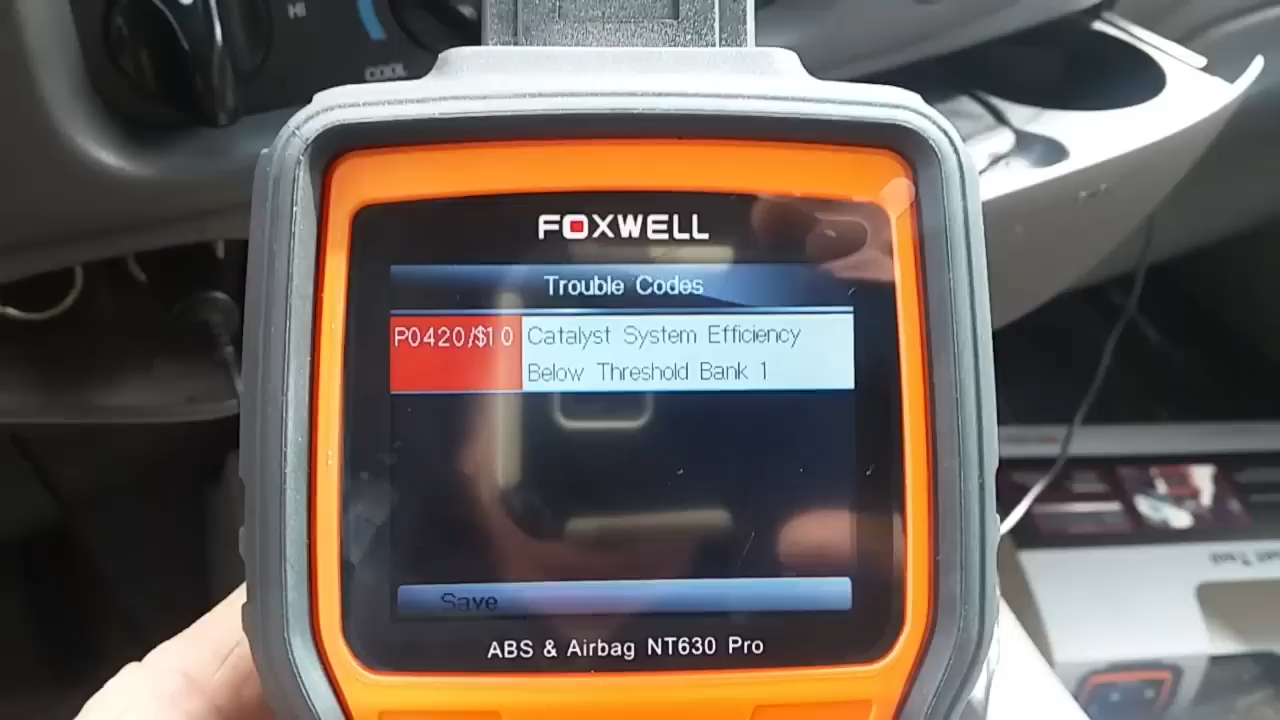 HI
COOL
FOXWELL
Trouble Codes
P0420/$10 Catalyst System Efficiency
Below Threshold Bank 1
Save
ABS & Airbag NT630 Pro